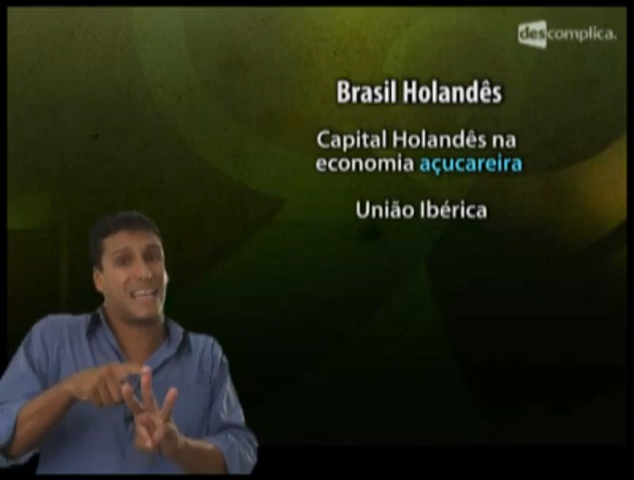 descomplica.
Brasil Holandês
Capital Holandês na
economia açucareira
União Ibérica